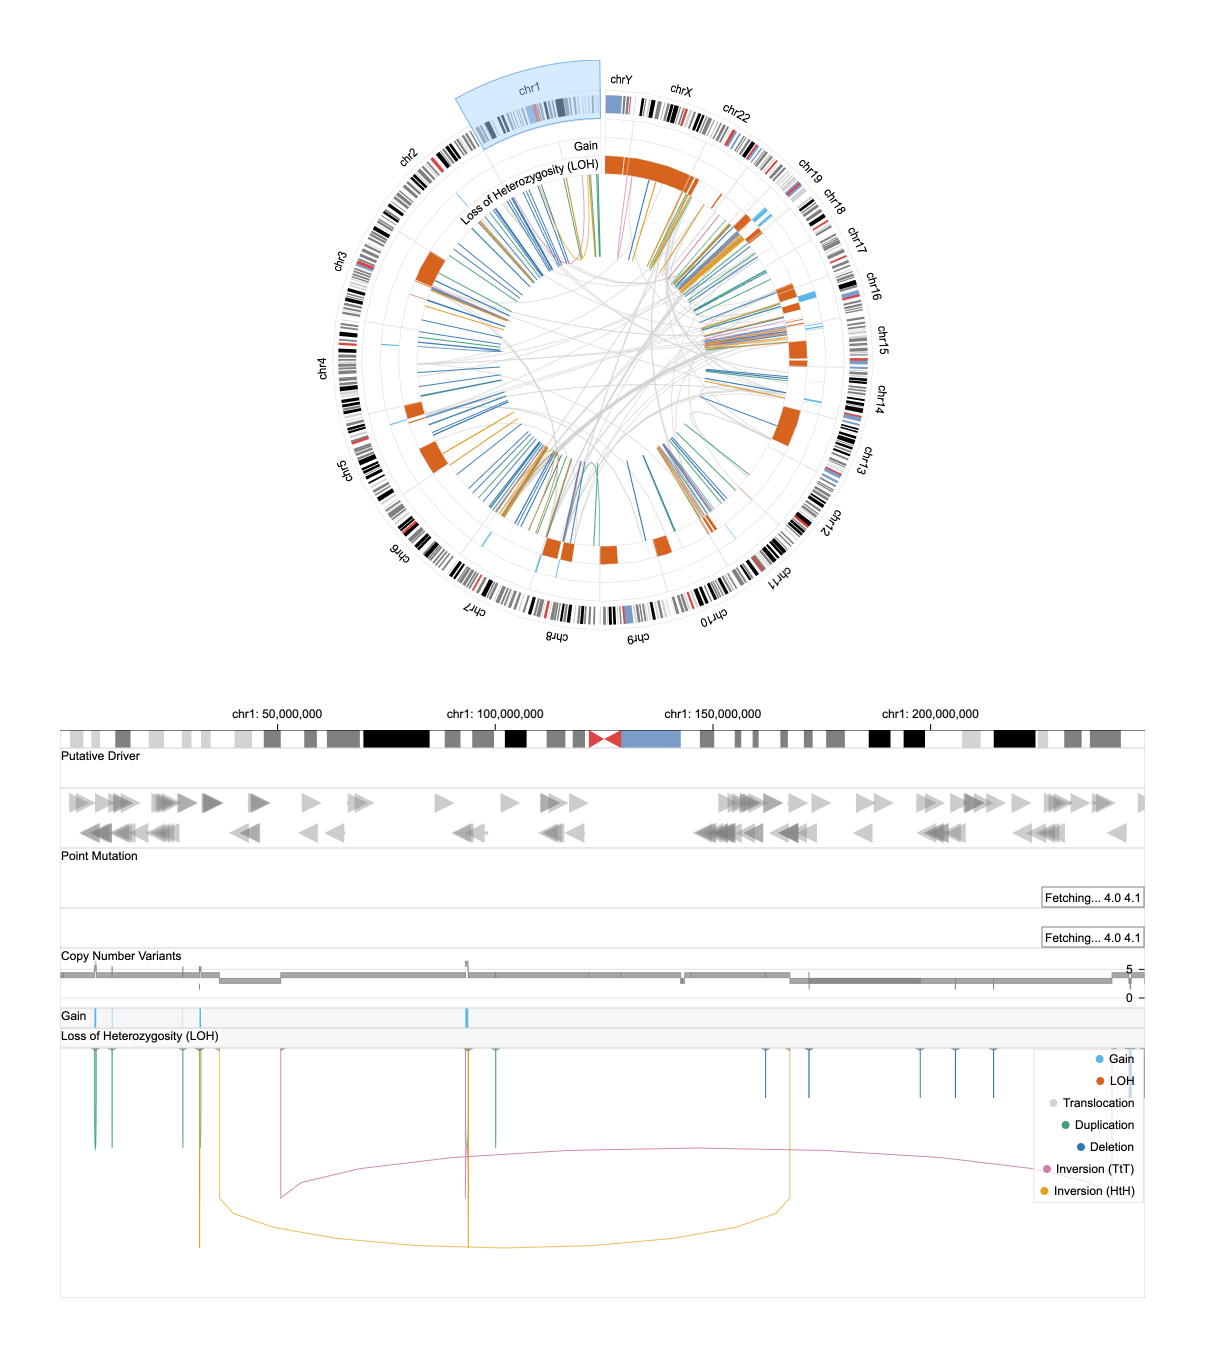 chrY
chrX
chr1
chr22
Gain
chr2
Loss of Heterozygosity (LOH)
chr19
chr18
chr17
chr3
chr16
chr15
chr4
chr14
chr5
chr13
chr12
chr6
chr11
chr7
chr10
chr8
chr9
chr1: 50,000,000
chr1: 100,000,000
chr1: 150,000,000
chr1: 200,000,000
Putative Driver
Point Mutation
Fetching... 4.0 4.1
Fetching... 4.0 4.1
Copy Number Variants
5
0
Gain
Loss of Heterozygosity (LOH)
Gain
LOH
Translocation
Duplication
Deletion
Inversion (TtT)
Inversion (HtH)